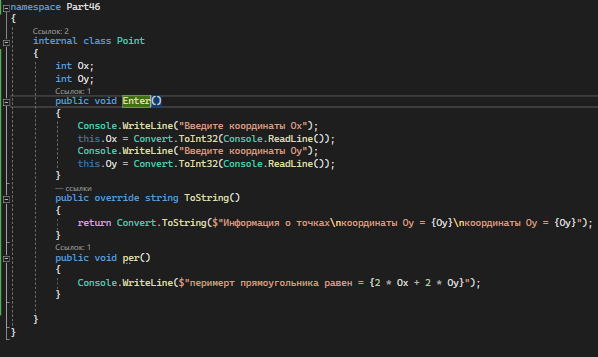 namespace Part46
{
Ссылок: 2
internal class Point
{
int Ox;
int Oy;
Ссылок: 1
public void Enter()
{
Console.WriteLine("Введите координаты Ox");
this.Ox = Convert.ToInt32(Console.ReadLine());
Console.WriteLine("Введите координаты Oy");
this.Oy = Convert.ToInt32(Console.ReadLine());
}
— ссылки
public override string ToString()
{
return Convert.ToString($"Информация о точках\nкоординаты Oy = {Oy}\nкоординаты Oy = {Oy}");
}
Ссылок: 1
public void per()
{
Console.WriteLine($"перимерт прямоугольника равен = {2 * Ox + 2 * Oy}");
}
}
}